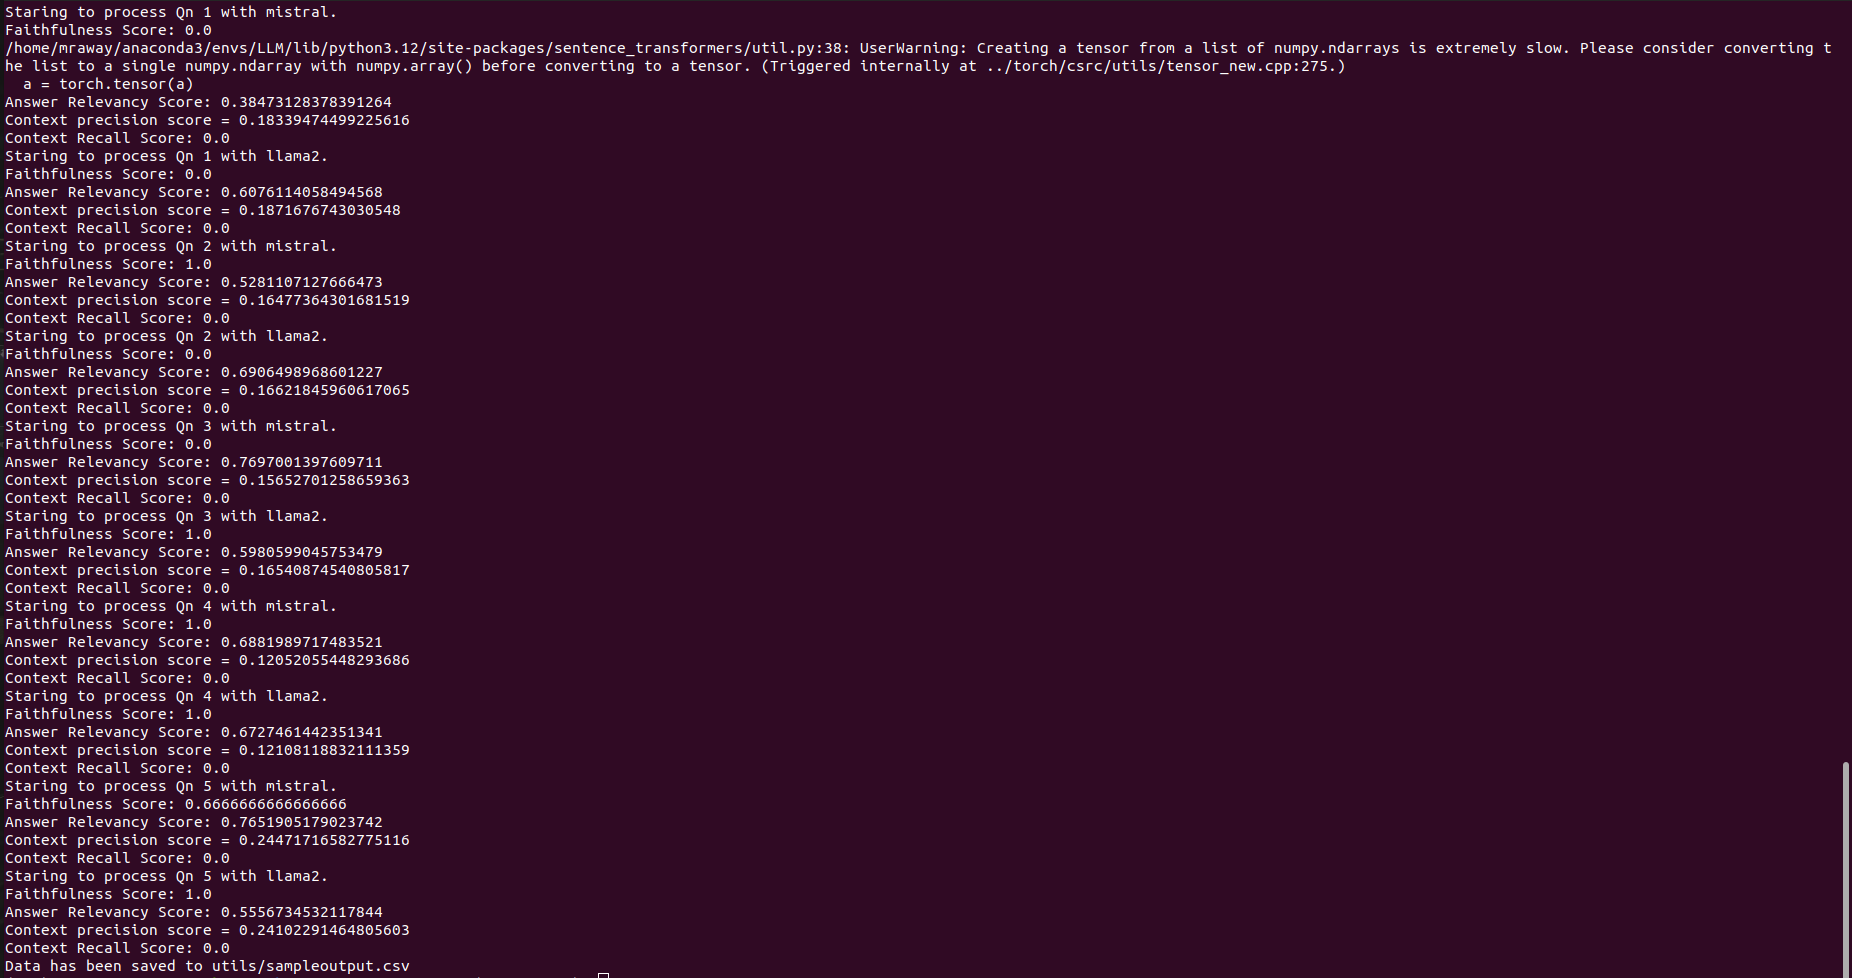 Staring to process Qn 1 with mistral.
Faithfulness Score: 0.0
/home/mraway/anaconda3/envs/LLM/lib/python3.12/site-packages/sentence_transformers/util.py:38: UserWarning: Creating a tensor from a list of numpy.ndarrays is extremely slow. Please consider converting t
he list to a single numpy.ndarray with numpy.array() before converting to a tensor. (Triggered internally at ../torch/csrc/utils/tensor_new.cpp:275.)
  a = torch.tensor(a)
Answer Relevancy Score: 0.38473128378391264
Context precision score = 0.18339474499225616
Context Recall Score: 0.0
Staring to process Qn 1 with llama2.
Faithfulness Score: 0.0
Answer Relevancy Score: 0.6076114058494568
Context precision score = 0.1871676743030548
Context Recall Score: 0.0
Staring to process Qn 2 with mistral.
Faithfulness Score: 1.0
Answer Relevancy Score: 0.5281107127666473
Context precision score = 0.16477364301681519
Context Recall Score: 0.0
Staring to process Qn 2 with llama2.
Faithfulness Score: 0.0
Answer Relevancy Score: 0.6906498968601227
Context precision score = 0.16621845960617065
Context Recall Score: 0.0
Staring to process Qn 3 with mistral.
Faithfulness Score: 0.0
Answer Relevancy Score: 0.7697001397609711
Context precision score = 0.15652701258659363
Context Recall Score: 0.0
Staring to process Qn 3 with llama2.
Faithfulness Score: 1.0
Answer Relevancy Score: 0.5980599045753479
Context precision score = 0.16540874540805817
Context Recall Score: 0.0
Staring to process Qn 4 with mistral.
Faithfulness Score: 1.0
Answer Relevancy Score: 0.6881989717483521
Context precision score = 0.12052055448293686
Context Recall Score: 0.0
Staring to process Qn 4 with llama2.
Faithfulness Score: 1.0
Answer Relevancy Score: 0.6727461442351341
Context precision score = 0.12108118832111359
Context Recall Score: 0.0
Staring to process Qn 5 with mistral.
Faithfulness Score: 0.6666666666666666
Answer Relevancy Score: 0.7651905179023742
Context precision score = 0.24471716582775116
Context Recall Score: 0.0
Staring to process Qn 5 with llama2.
Faithfulness Score: 1.0
Answer Relevancy Score: 0.5556734532117844
Context precision score = 0.24102291464805603
Context Recall Score: 0.0
Data has been saved to utils/sampleoutput.csv